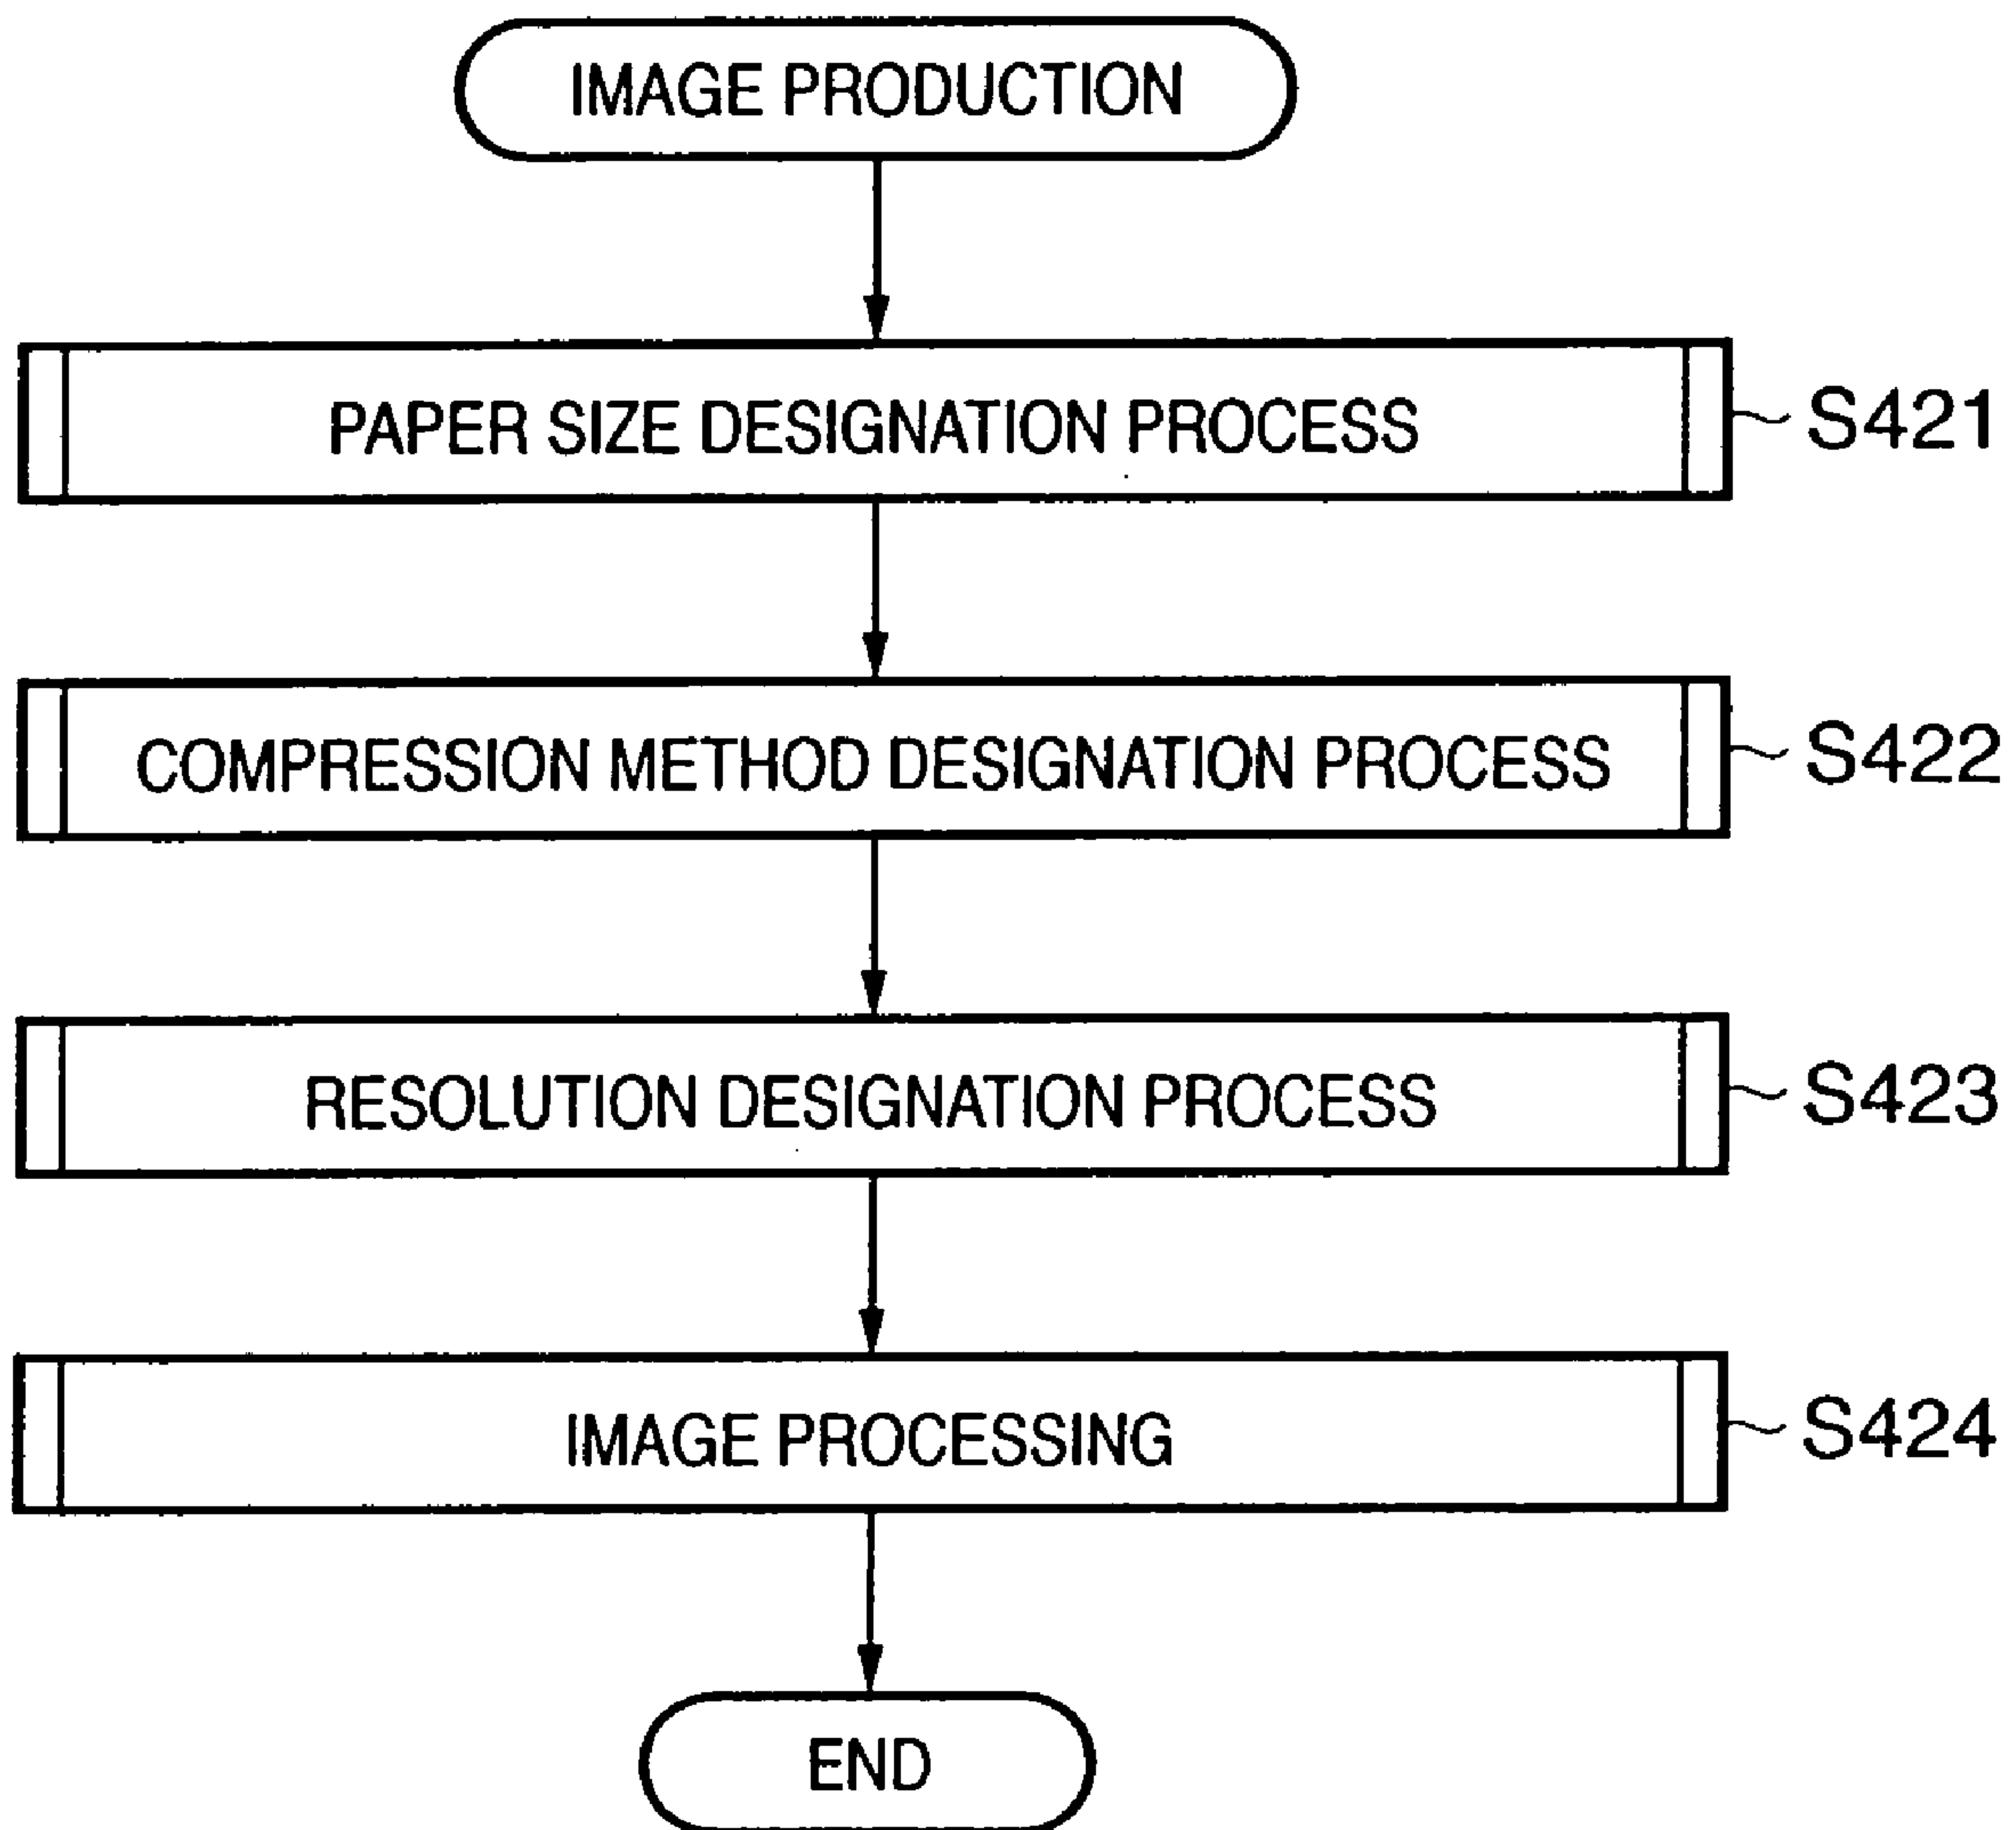 IMAGE PRODUCTION
PAPER SIZE DESIGNATION PROCESS
S421
COMPRESSION METHOD DESIGNATION PROCESS
S422
RESOLUTION DESIGNATION PROCESS
S423
IMAGE PROCESSING
S424
END